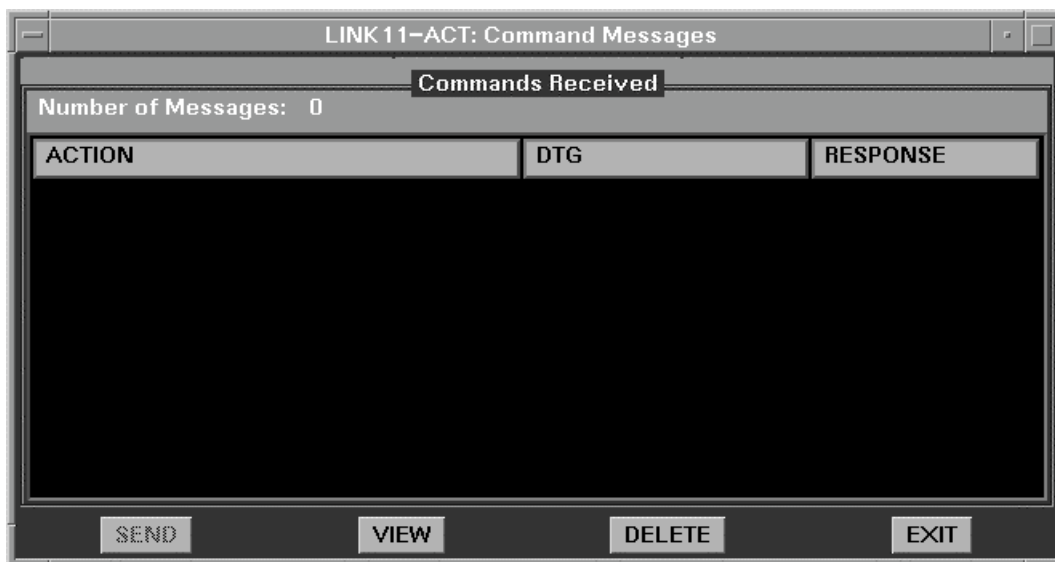 LINK11-ACT: Command Messages
Commands Received
Number of Messages: 0
ACTION DTG RESPONSE
SEND VIEW DELETE EXIT